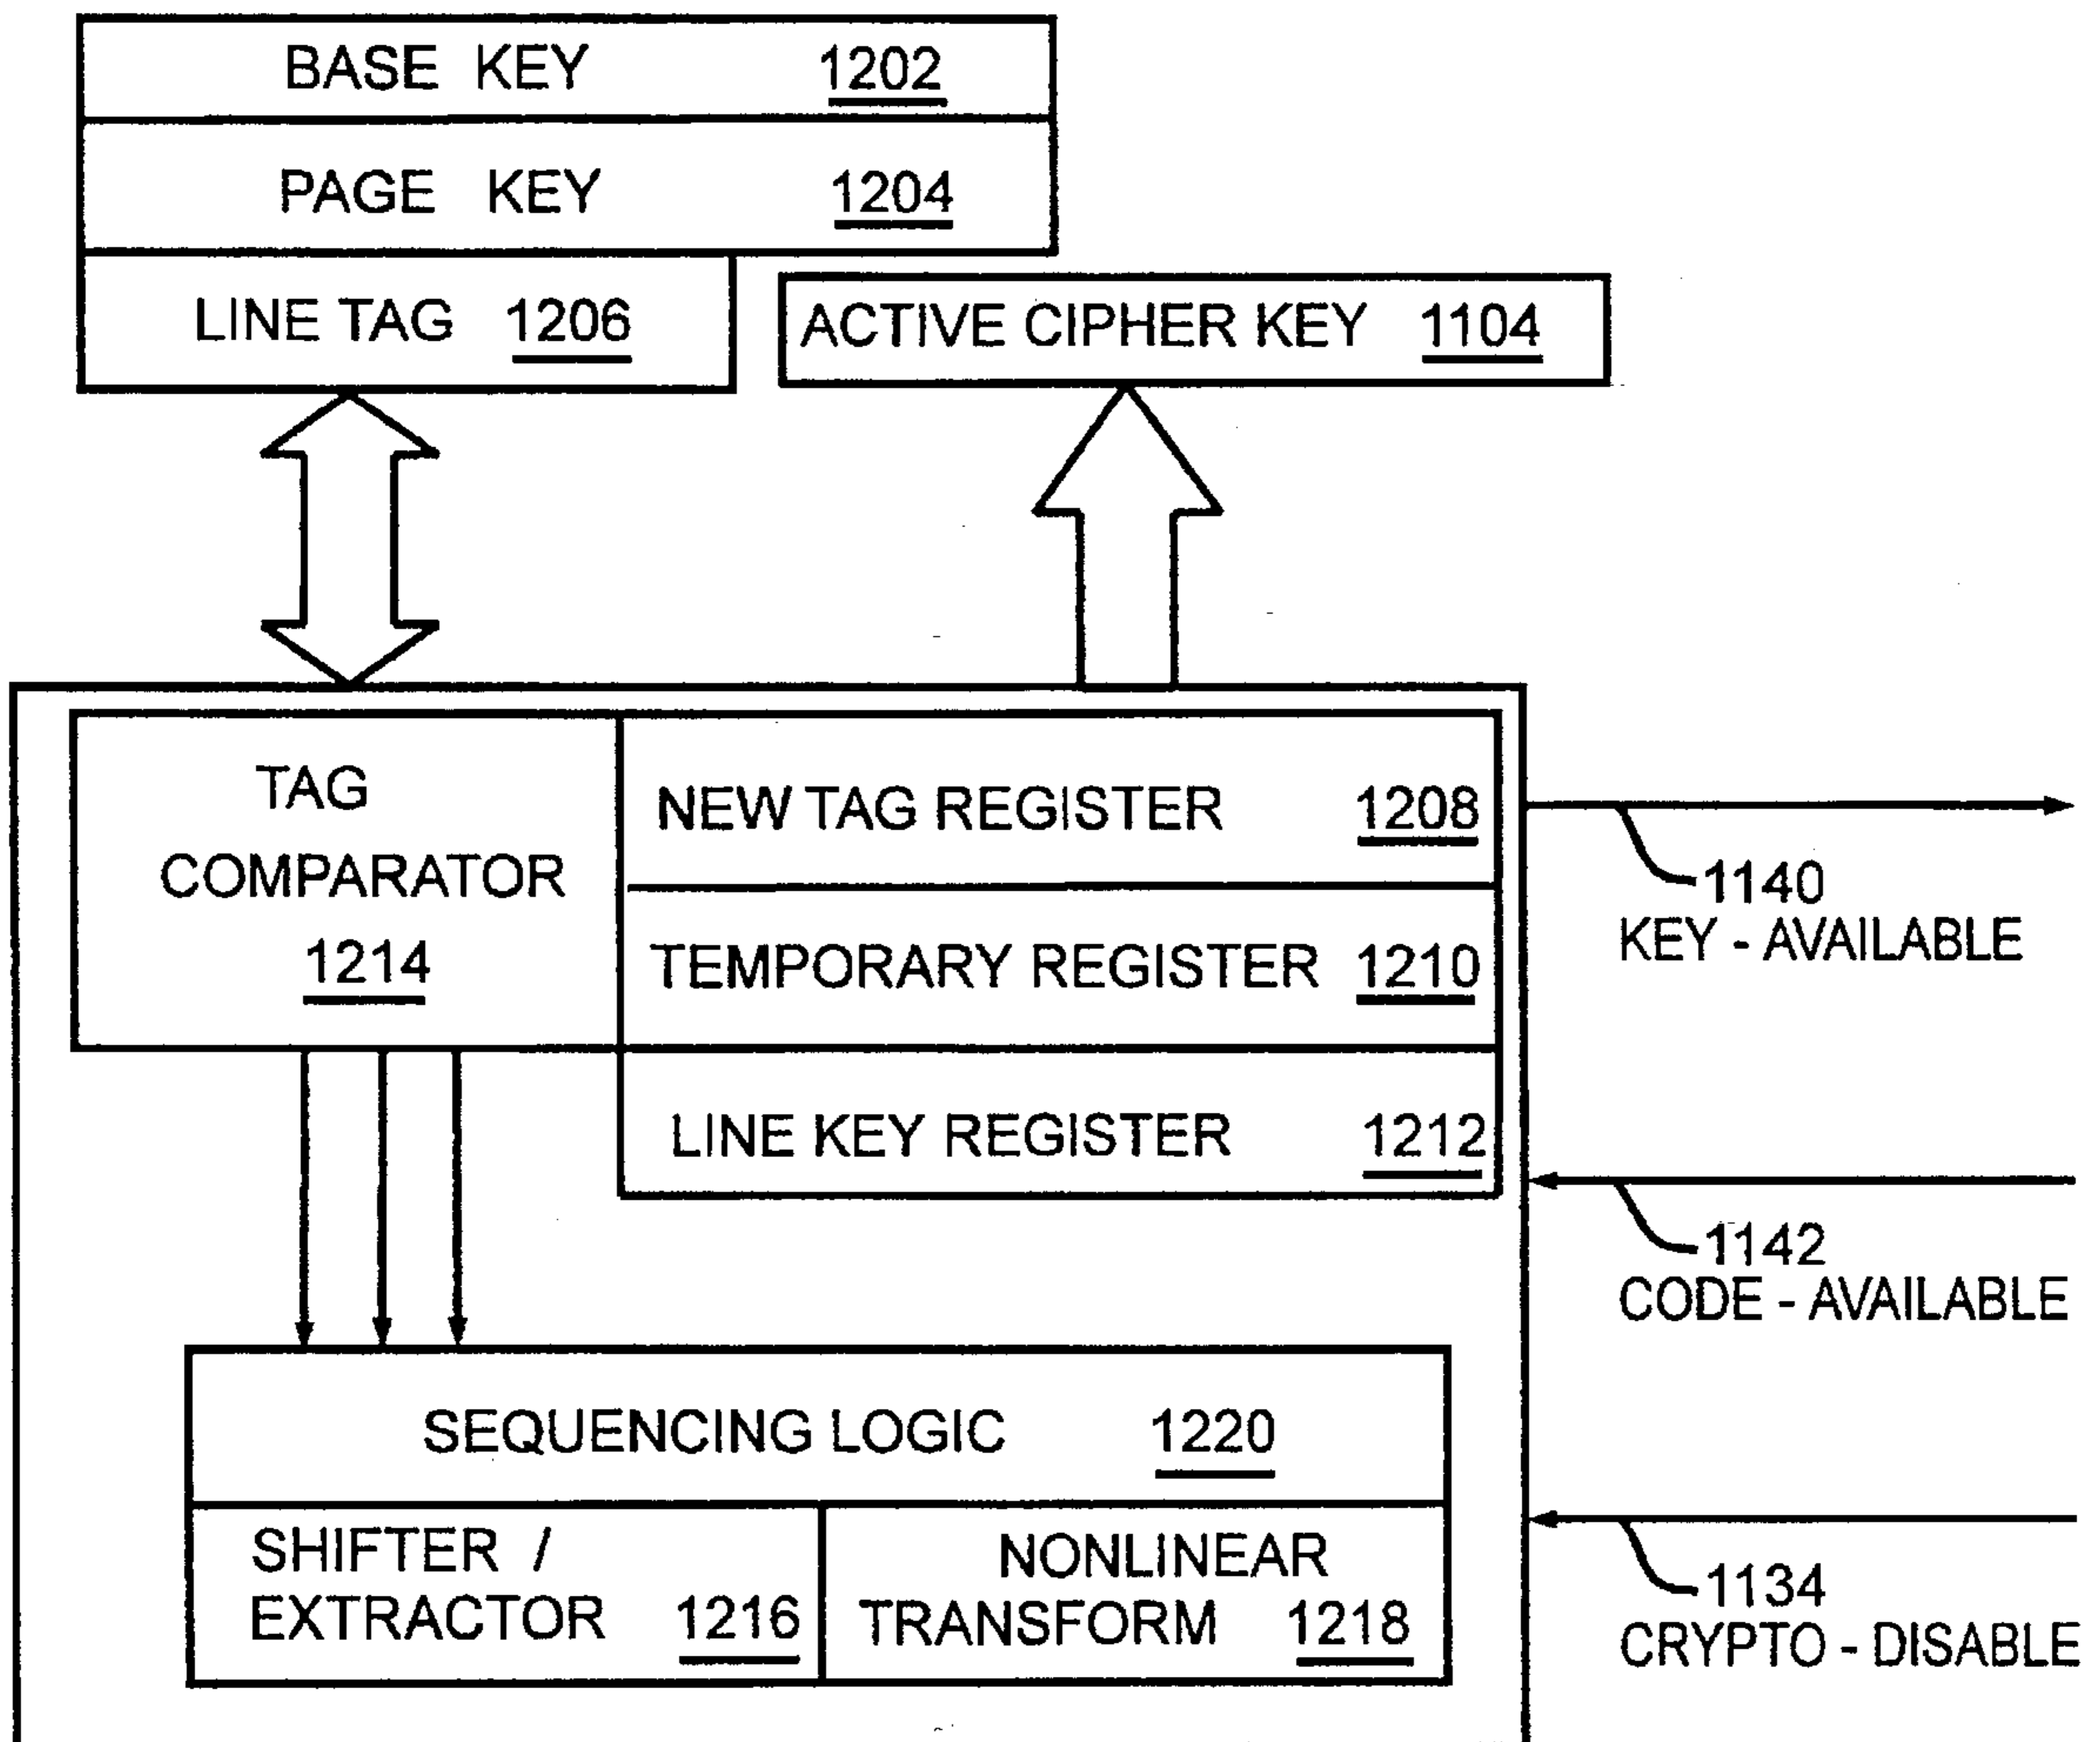 BASE KEY 1202
PAGE KEY 1204
LINE TAG 1206
ACTIVE CIPHER KEY 1104
TAG
COMPARATOR
1214
NEW TAG REGISTER 1208
TEMPORARY REGISTER 1210
LINE KEY REGISTER 1212
1140
KEY - AVAILABLE
1142
CODE - AVAILABLE
SEQUENCING LOGIC 1220
SHIFTER /
EXTRACTOR 1216
NONLINEAR
TRANSFORM 1218
1134
CRYPTO - DISABLE